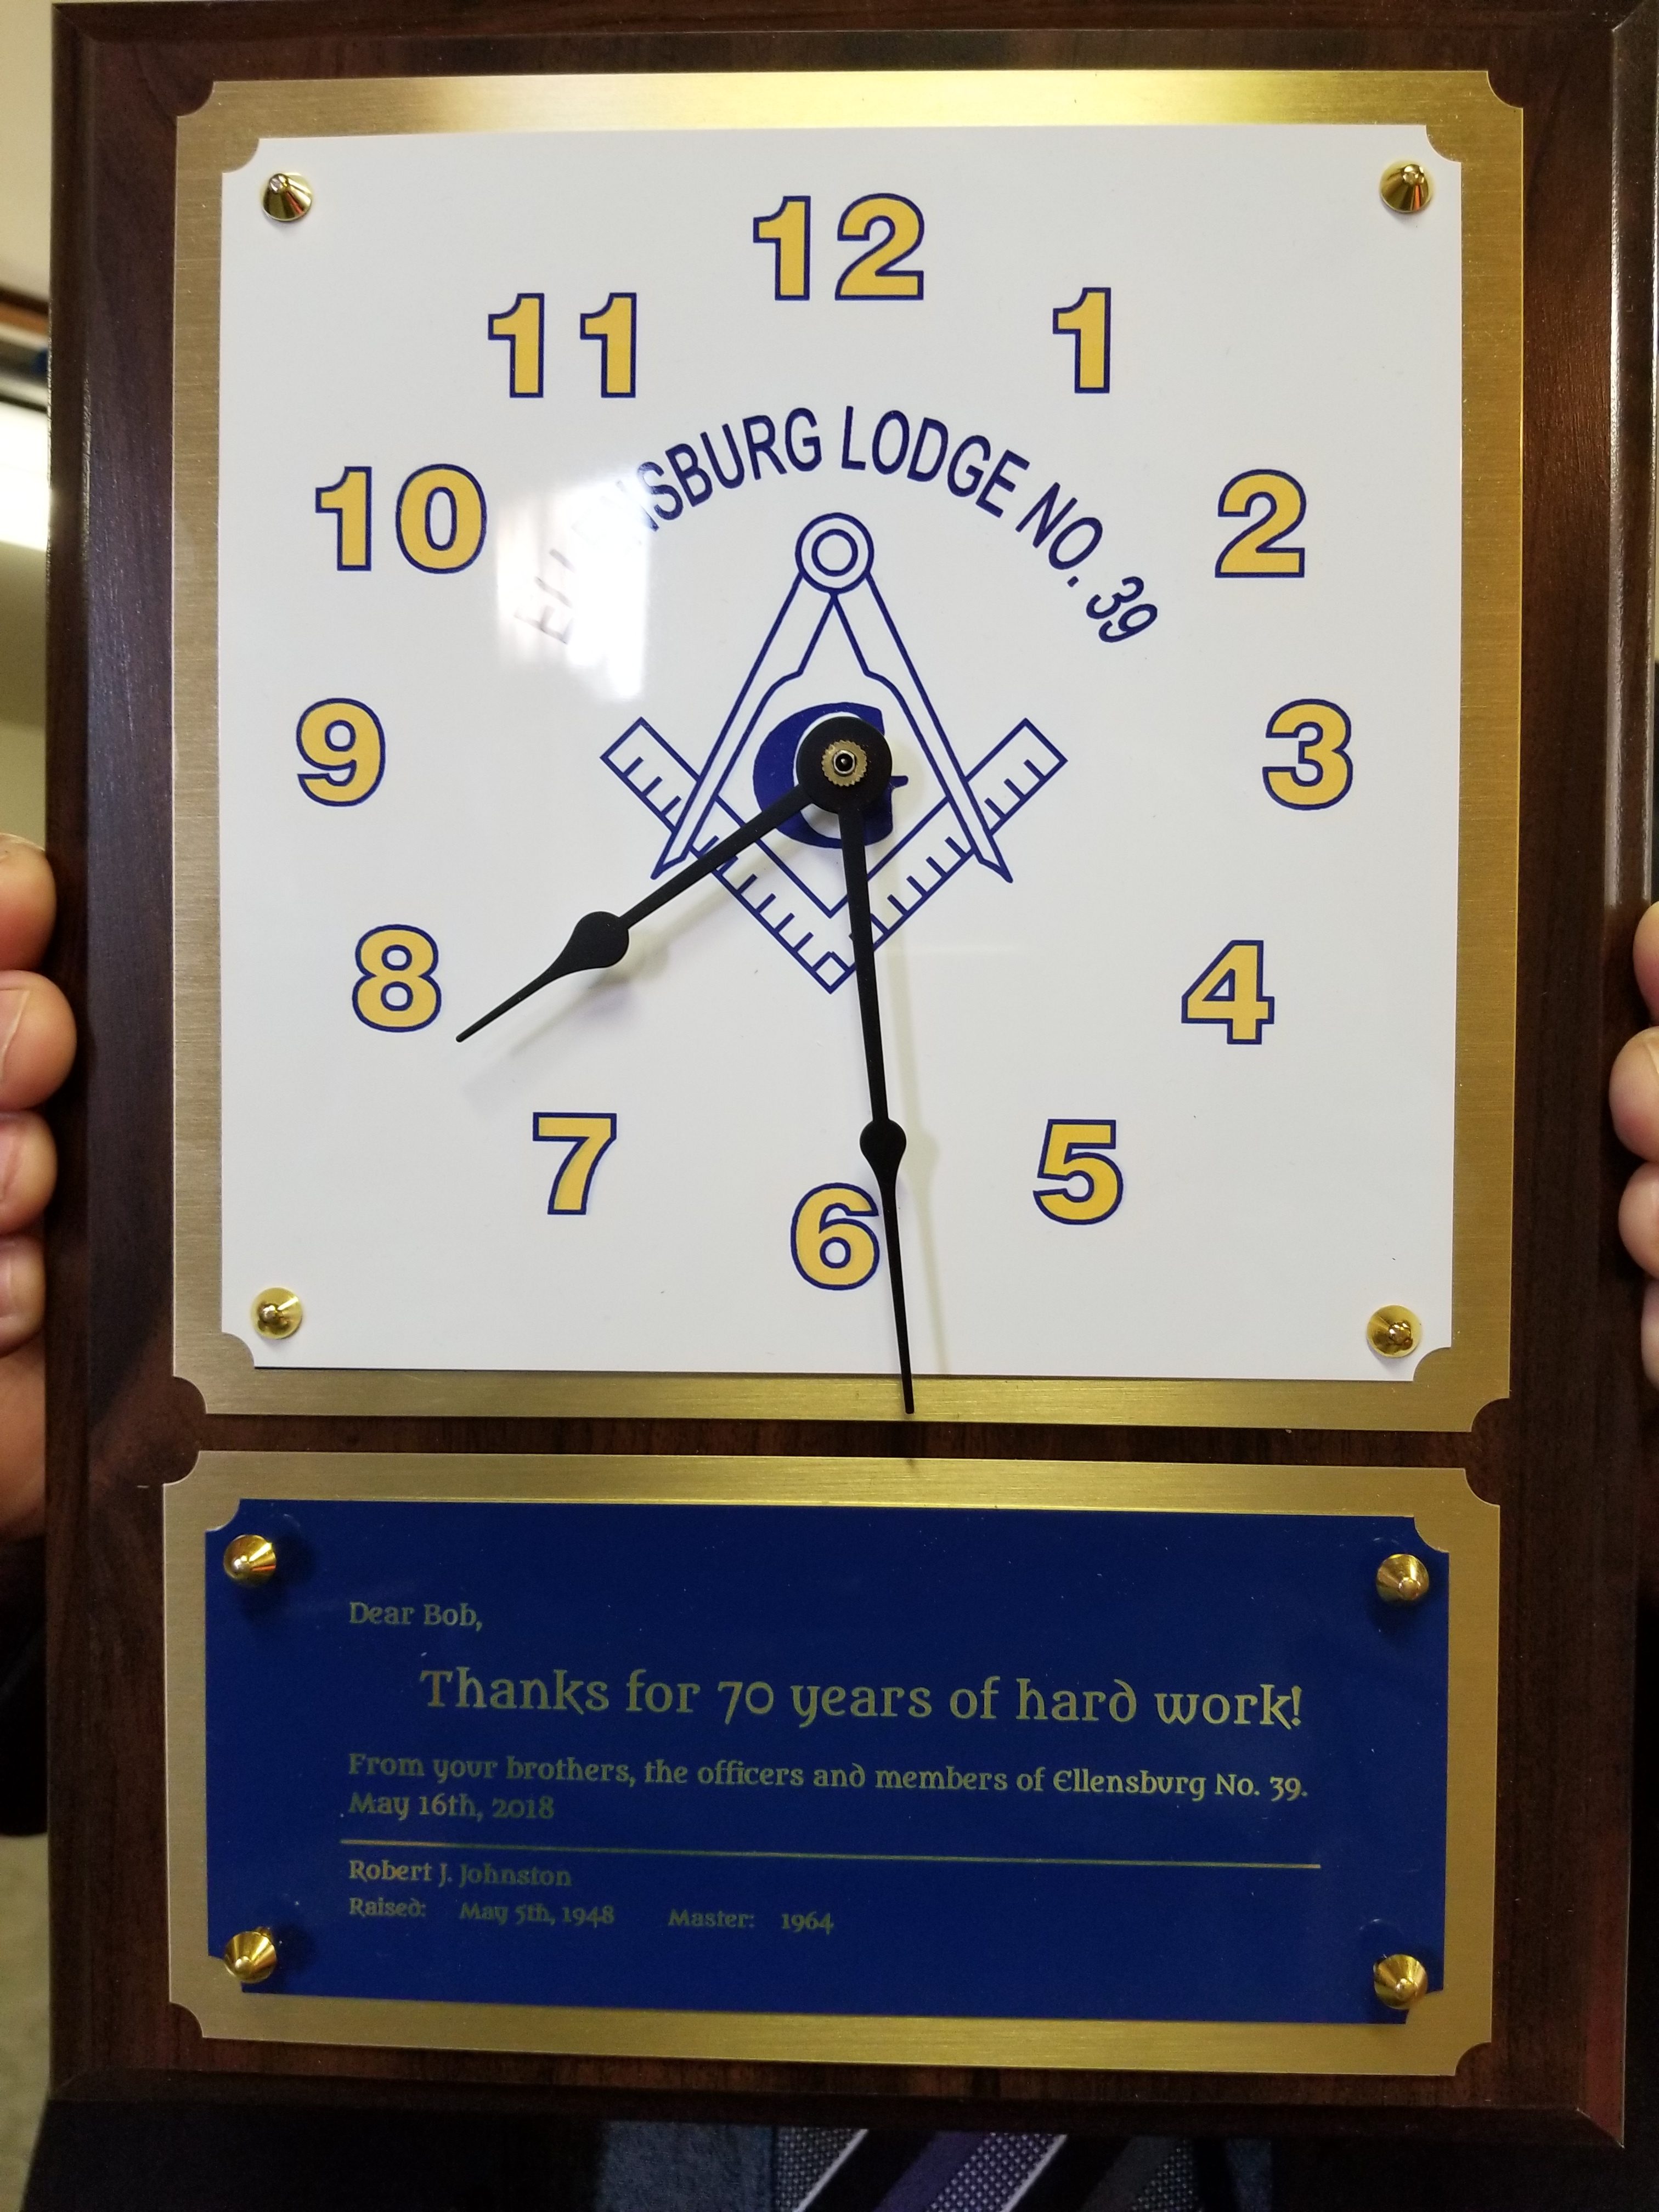 12
11
1
ELLENSBURG LODGE NO. 39
10
2
G
9
3
8
4
7
5
6
Dear Bob,
Thanks for 70 years of hard work!
From your brothers, the officers and members of Ellensburg No. 39.
May 16th, 2018
Robert J. Johnston
Raised: May 5th, 1948 Master: 1964